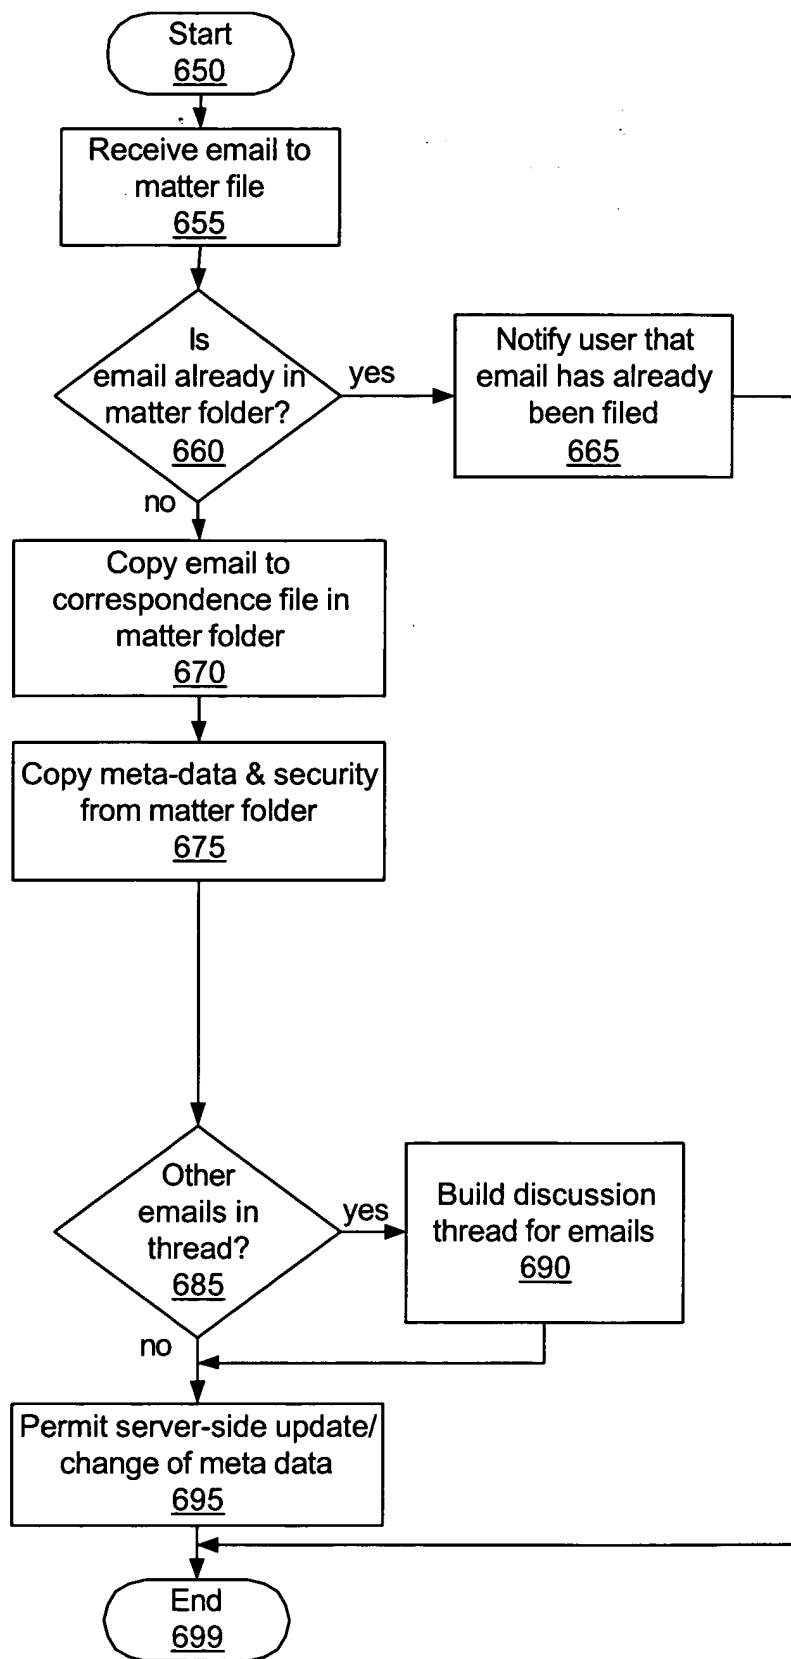 Start
650
Receive email to
matter file
655
Is
email already in
matter folder?
660
yes
Notify user that
email has already
been filed
665
no
Copy email to
correspondence file in
matter folder
670
Copy meta-data & security
from matter folder
675
Other
emails in
thread?
685
yes
Build discussion
thread for emails
690
no
Permit server-side update/
change of meta data
695
End
699